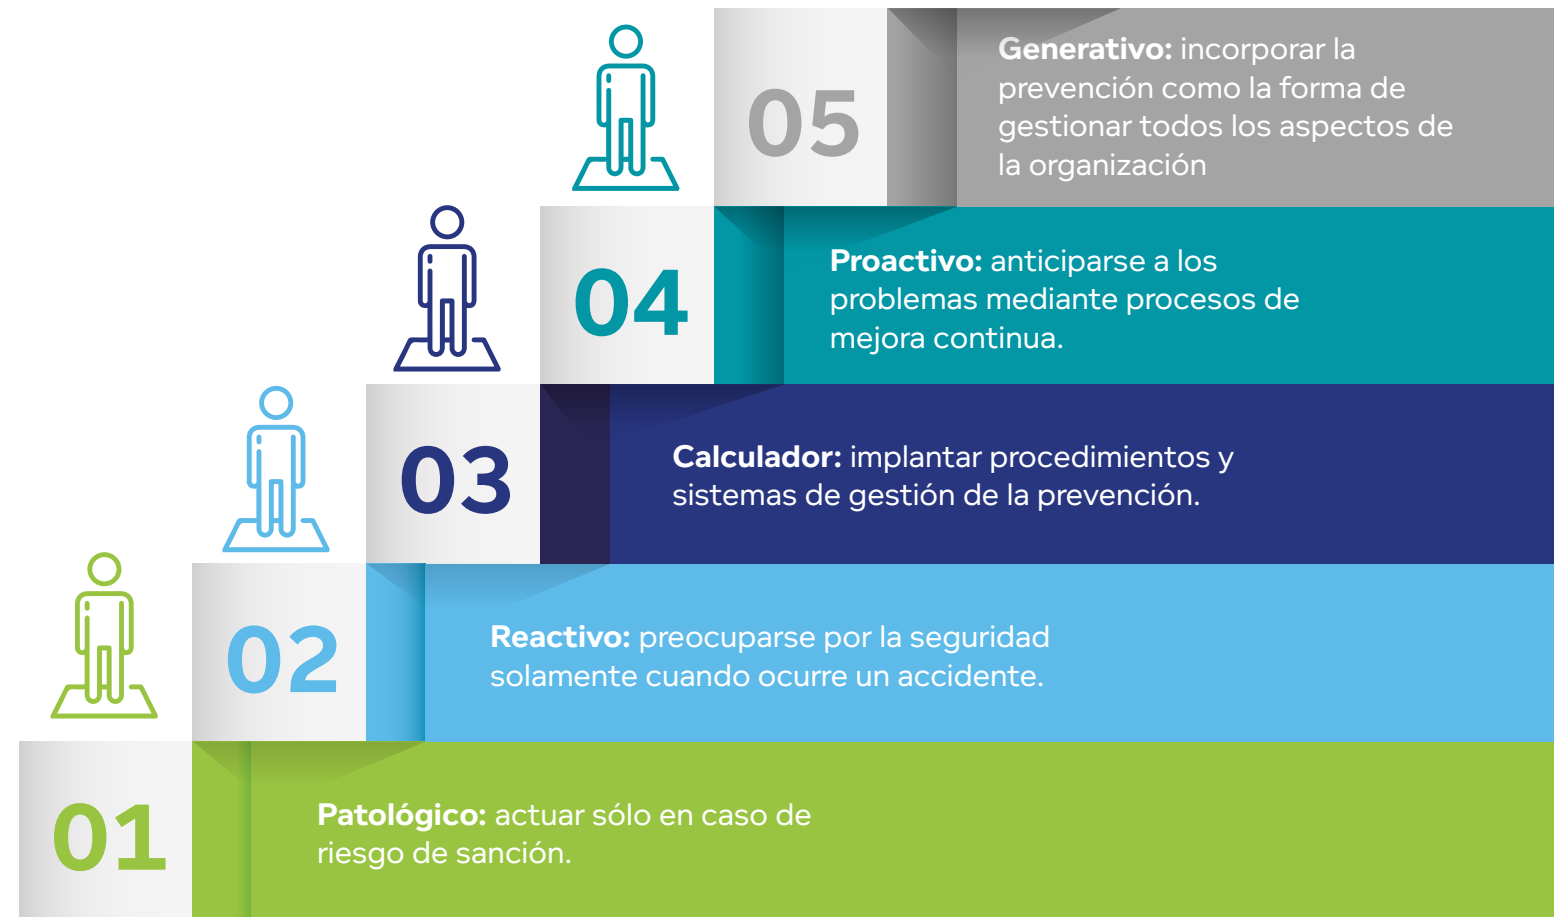 05
Generativo: incorporar la
prevención como la forma de
gestionar todos los aspectos de
la organización
04
Proactivo: anticiparse a los
problemas mediante procesos de
mejora continua.
03
Calculador: implantar procedimientos y
sistemas de gestión de la prevención.
02
Reactivo: preocuparse por la seguridad
solamente cuando ocurre un accidente.
01
Patológico: actuar sólo en caso de
riesgo de sanción.